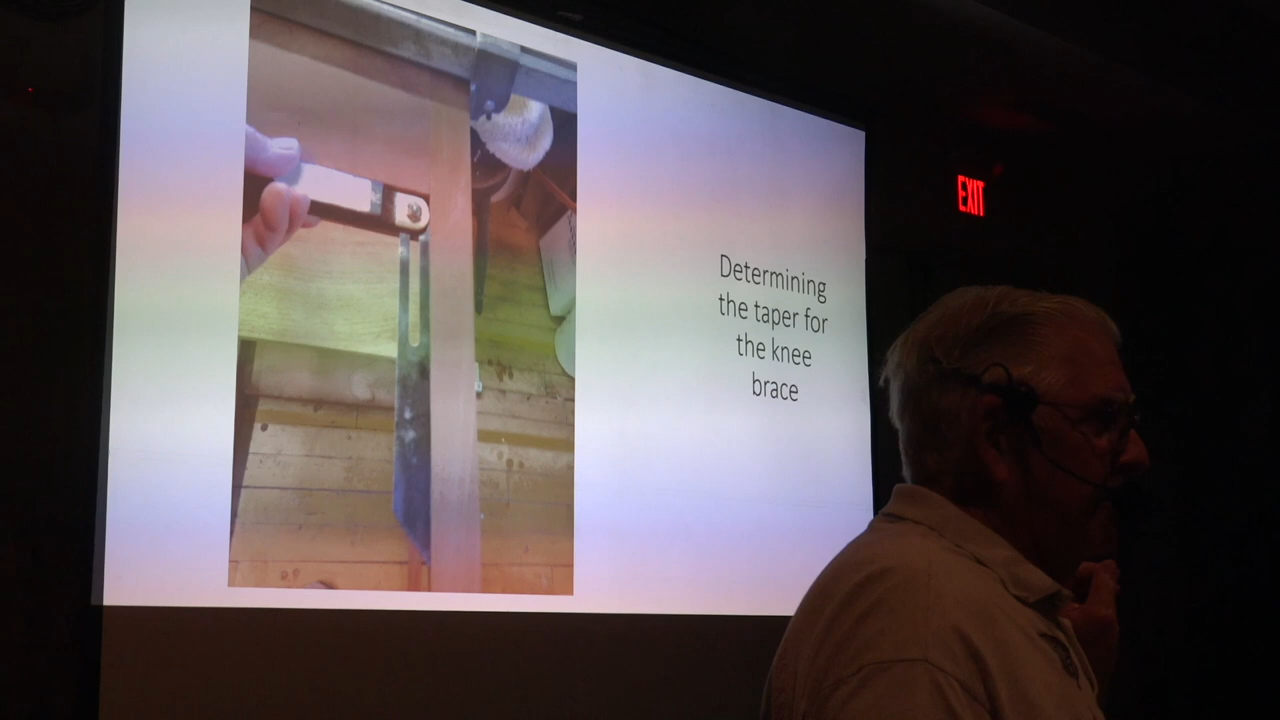 Determining
the taper for
the knee
brace
EXIT